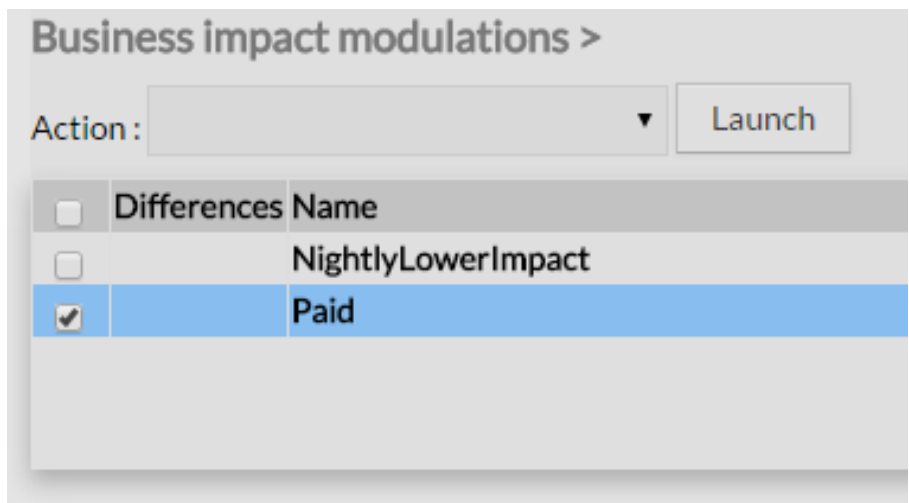 Business impact modulations >
Action :
Launch
Differences Name
NightlyLowerImpact
Paid